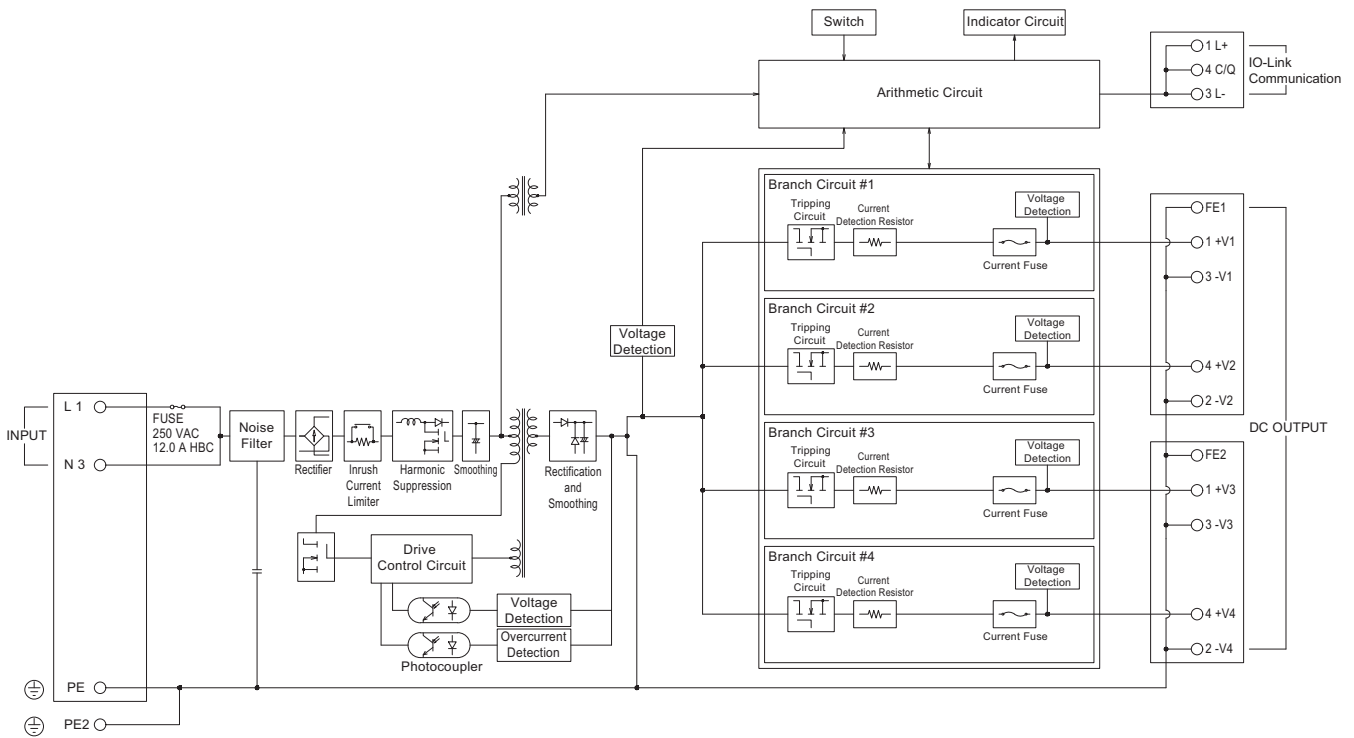 Switch
Indicator Circuit
Arithmetic Circuit
1 L+
4 C/Q
3 L-
IO-Link
Communication
Branch Circuit #1
Tripping
Circuit
Current
Detection Resistor
Voltage
Detection
Current Fuse
FE1
1 +V1
3 -V1
Branch Circuit #2
Tripping
Circuit
Current
Detection Resistor
Voltage
Detection
Current Fuse
4 +V2
2 -V2
Voltage
Detection
INPUT
L 1
N 3
FUSE
250 VAC
12.0 A HBC
Noise
Filter
Rectifier
Inrush
Current
Limiter
Harmonic
Suppression
L
Smoothing
Rectification
and
Smoothing
DC OUTPUT
Branch Circuit #3
Tripping
Circuit
Current
Detection Resistor
Voltage
Detection
Current Fuse
FE2
1 +V3
3 -V3
Drive
Control Circuit
Voltage
Detection
Overcurrent
Detection
Photocoupler
Branch Circuit #4
Tripping
Circuit
Current
Detection Resistor
Voltage
Detection
Current Fuse
4 +V4
2 -V4
PE
PE2